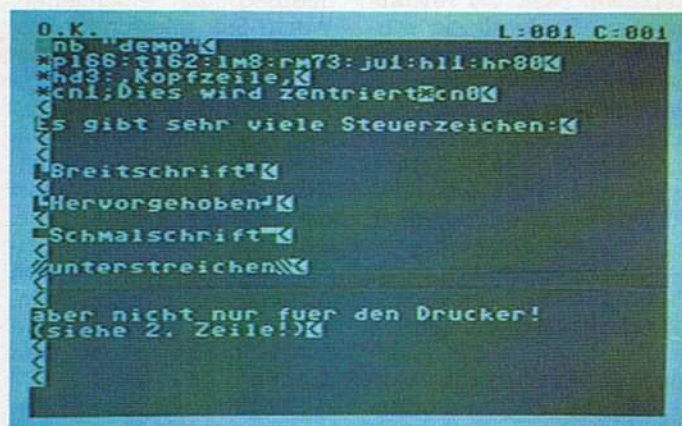 O.K. L:001 C:001
nb "demo"<
*pl66:tl62:lm8:rm73:ju1:hl1:hr80<
*hd3:,Kopfzeile,<
*cn1;Dies wird zentriert*cn0<
<
Es gibt sehr viele Steuerzeichen:<
<
<
Breitschrift<
<
Hervorgehoben<
<
Schmalschrift<
<
unterstreichen<
<
<
aber nicht nur fuer den Drucker!
(siehe 2. Zeile!)<
<
<
<